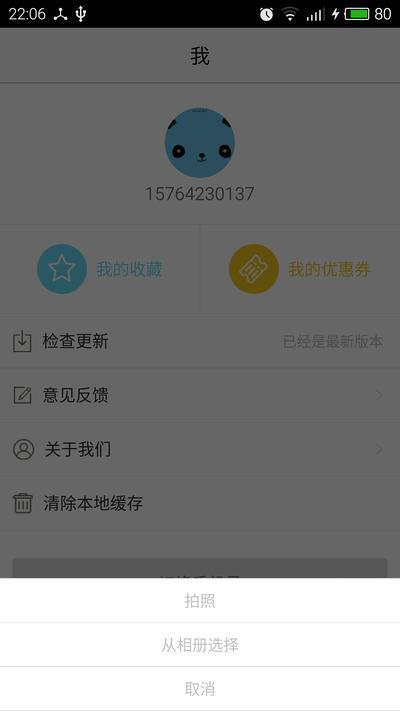 22:06 80
我
15764230137
我的收藏 我的优惠券
检查更新 已经是最新版本
意见反馈
关于我们
清除本地缓存
拍照
从相册选择
取消